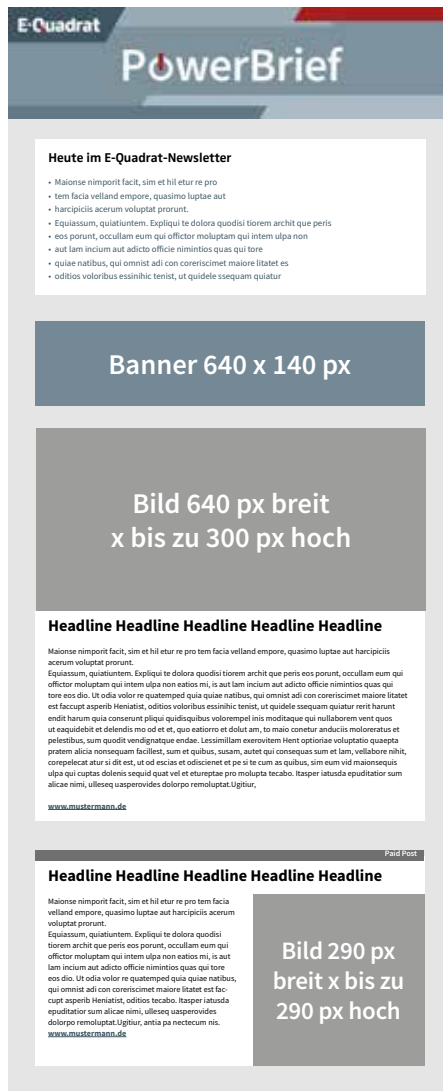 E·Quadrat
PowerBrief
Heute im E-Quadrat-Newsletter
• Maionse nimporit facit, sim et hil etur re pro
• tem facia velland empore, quasimo luptae aut
• harcipiciis acerum voluptat prorunt.
• Equiassum, quiatiuntem. Expliqui te dolora quodisi tiorem archit que peris
• eos porunt, occullam eum qui offictor moluptam qui intem ulpa non
• aut lam incium aut adicto officie nimintios quas qui tore
• quiae natibus, qui omnist adi con coreriscimet maiore litatet es
• oditios voloribus essinihic tenist, ut quidele ssequam quiatur
Banner 640 x 140 px
Bild 640 px breit
x bis zu 300 px hoch
Headline Headline Headline Headline Headline
Maionse nimporit facit, sim et hil etur re pro tem facia velland empore, quasimo luptae aut harcipiciis
acerum voluptat prorunt.
Equiassum, quiatiuntem. Expliqui te dolora quodisi tiorem archit que peris eos porunt, occullam eum qui
offictor moluptam qui intem ulpa non eatios mi, is aut lam incium aut adicto officie nimintios quas qui
tore eos dio. Ut odia volor re quatemped quia quiae natibus, qui omnist adi con coreriscimet maiore litatet
est faccupt asperib Heniatist, oditios voloribus essinihic tenist, ut quidele ssequam quiatur rerit harunt
endit harum quia conserunt pliqui quidisquibus volorempel inis moditaque qui nullaborem vent quos
ut eaquidebit et delendis mo od et et, quo eatiorro et dolut am, to maio conetur anduciis moloreratus et
pelestibus, sum quodit vendignatque endae. Lessimillam exerovitem Hent optioriae voluptatio quaepta
pratem alicia nonsequam facillest, sum et quibus, susam, autet qui consequas sum et lam, vellabore nihit,
corepelecat atur si dit est, ut od escias et odiscienet et pe si te cum as quibus, sim eum vid maionsequis
ulpa qui cuptas dolenis sequid quat vel et etureptae pro molupta tecabo. Itasper iatusda epuditatior sum
alicae nimi, ulleseq uasperovides dolorpo remoluptat.Ugitiur,
www.mustermann.de
Paid Post
Headline Headline Headline Headline Headline
Maionse nimporit facit, sim et hil etur re pro tem facia
velland empore, quasimo luptae aut harcipiciis acerum
voluptat prorunt.
Equiassum, quiatiuntem. Expliqui te dolora quodisi
tiorem archit que peris eos porunt, occullam eum qui
offictor moluptam qui intem ulpa non eatios mi, is aut
lam incium aut adicto officie nimintios quas qui tore
eos dio. Ut odia volor re quatemped quia quiae natibus,
qui omnist adi con coreriscimet maiore litatet est fac-
cupt asperib Heniatist, oditios tecabo. Itasper iatusda
epuditatior sum alicae nimi, ulleseq uasperovides
dolorpo remoluptat.Ugitiur, antia pa nectecum nis.
www.mustermann.de
Bild 290 px
breit x bis zu
290 px hoch